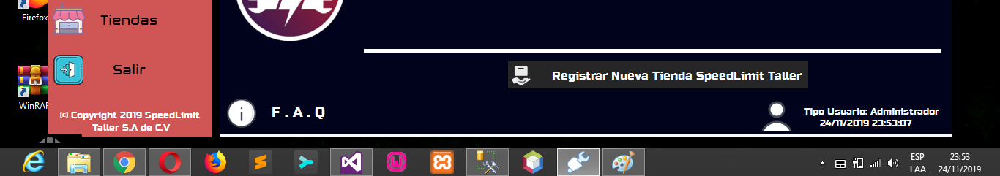 Firefox
Tiendas
Salir
WinRAR
© Copyright 2019 SpeedLimit
Taller S.A de C.V
Registrar Nueva Tienda SpeedLimit Taller
F.A.Q
Tipo Usuario: Administrador
24/11/2019 23:53:07
ESP
LAA
23:53
24/11/2019